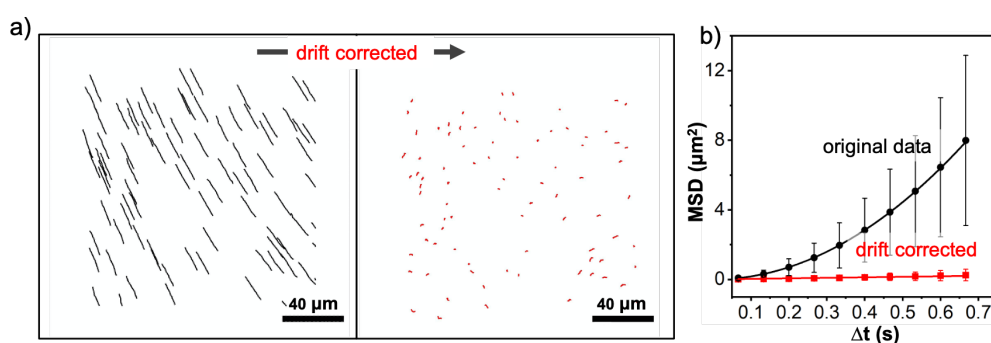 a)
drift corrected
40 µm
40 µm
b)
MSD (µm²)
12
8
4
0
original data
drift corrected
0.1 0.2 0.3 0.4 0.5 0.6 0.7
Δt (s)